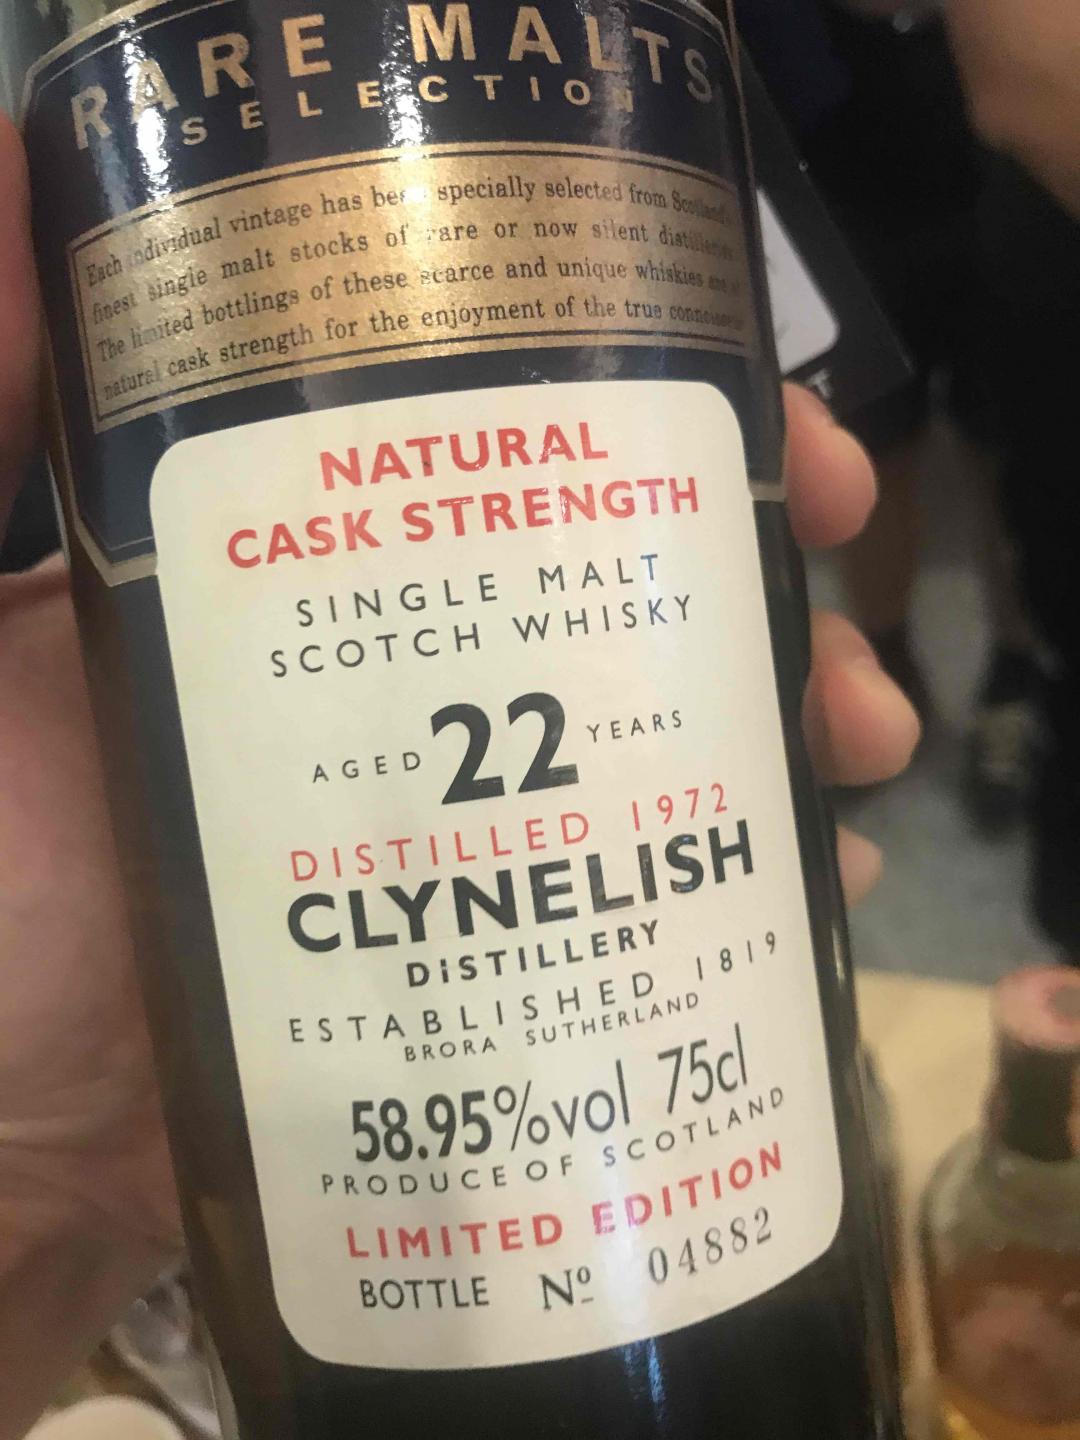 RARE MALTS
SELECTION
Each individual vintage has been specially selected from Scotland
finest single malt stocks of rare or now silent distilleries
The limited bottlings of these scarce and unique whiskies are
natural cask strength for the enjoyment of the true
NATURAL
CASK STRENGTH
SINGLE MALT
SCOTCH WHISKY
AGED 22 YEARS
DISTILLED 1972
CLYNELISH
DiSTILLERY
ESTABLISHED 1819
BRORA SUTHERLAND
58.95%vol 75cl
PRODUCE OF SCOTLAND
LIMITED EDITION
BOTTLE Nº 04882